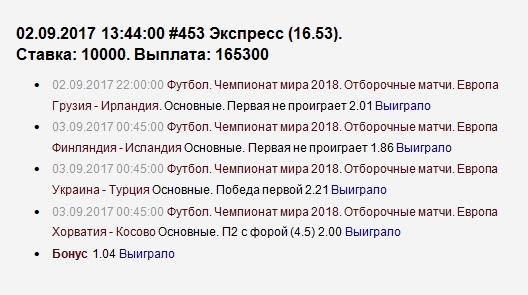 02.09.2017 13:44:00 #453 Экспресс (16.53).
Ставка: 10000. Выплата: 165300
02.09.2017 22:00:00 Футбол. Чемпионат мира 2018. Отборочные матчи. Европа
Грузия - Ирландия. Основные. Первая не проиграет 2.01 Выиграло
03.09.2017 00:45:00 Футбол. Чемпионат мира 2018. Отборочные матчи. Европа
Финляндия - Исландия Основные. Первая не проиграет 1.86 Выиграло
03.09.2017 00:45:00 Футбол. Чемпионат мира 2018. Отборочные матчи. Европа
Украина - Турция Основные. Победа первой 2.21 Выиграло
03.09.2017 00:45:00 Футбол. Чемпионат мира 2018. Отборочные матчи. Европа
Хорватия - Косово Основные. П2 с форой (4.5) 2.00 Выиграло
Бонус 1.04 Выиграло